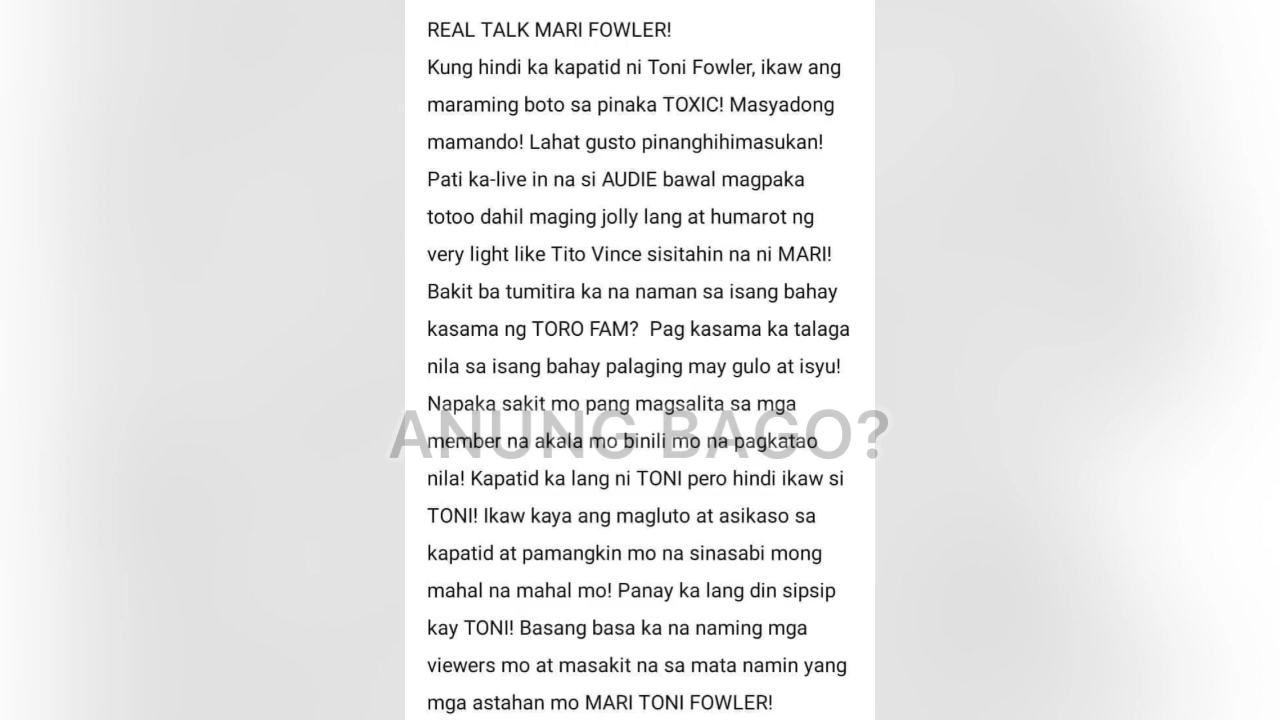 REAL TALK MARI FOWLER!
Kung hindi ka kapatid ni Toni Fowler, ikaw ang
maraming boto sa pinaka TOXIC! Masyadong
mamando! Lahat gusto pinanghihimasukan!
Pati ka-live in na si AUDIE bawal magpaka
totoo dahil maging jolly lang at humarot ng
very light like Tito Vince sisitahin na ni MARI!
Bakit ba tumitira ka na naman sa isang bahay
kasama ng TORO FAM? Pag kasama ka talaga
nila sa isang bahay palaging may gulo at isyu!
Napaka sakit mo pang magsalita sa mga
ANUNG BAGO?
member na akala mo binili mo na pagkatao
nila! Kapatid ka lang ni TONI pero hindi ikaw si
TONI! Ikaw kaya ang magluto at asikaso sa
kapatid at pamangkin mo na sinasabi mong
mahal na mahal mo! Panay ka lang din sipsip
kay TONI! Basang basa ka na naming mga
viewers mo at masakit na sa mata namin yang
mga astahan mo MARI TONI FOWLER!